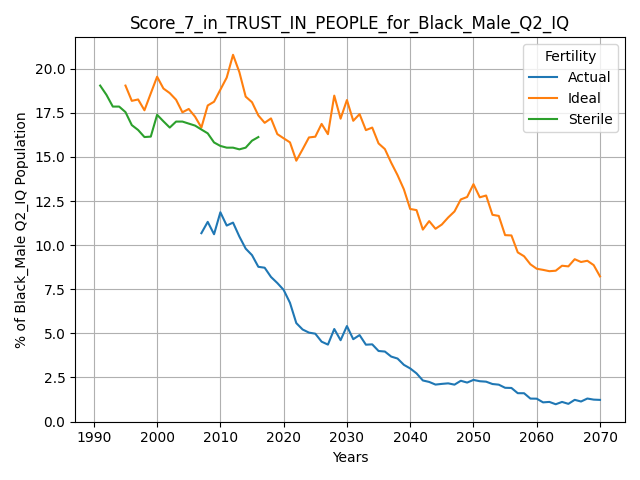 Score_7_in_TRUST_IN_PEOPLE_for_Black_Male_Q2_IQ
Fertility
Actual
Ideal
Sterile
% of Black_Male Q2_IQ Population
20.0
17.5
15.0
12.5
10.0
7.5
5.0
2.5
0.0
1990 2000 2010 2020 2030 2040 2050 2060 2070
Years